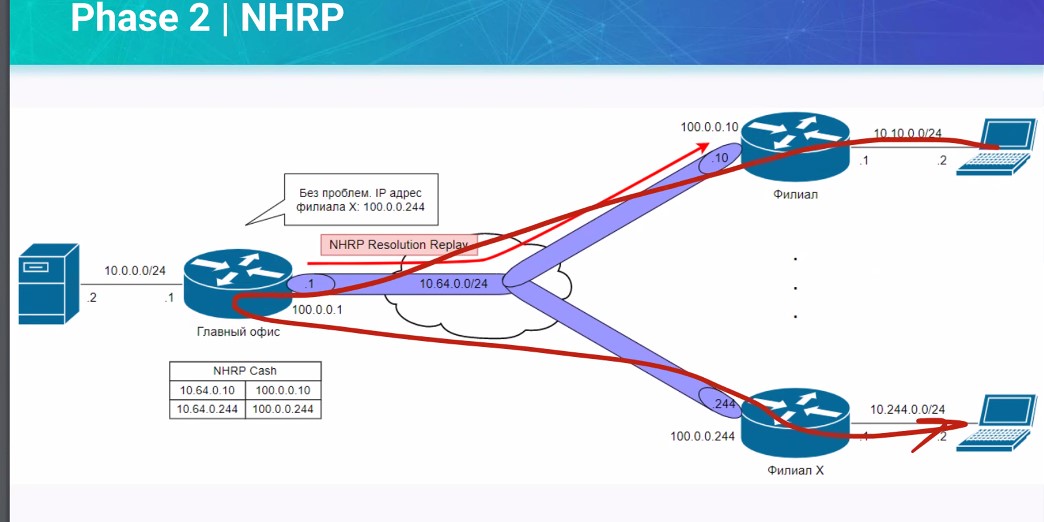 Phase 2 | NHRP
100.0.0.10
.10
10.10.0.0/24
.1
.2
Филиал
Без проблем. IP адрес
филиала X: 100.0.0.244
NHRP Resolution Replay
10.0.0.0/24
.2
.1
.1
10.64.0.0/24
100.0.0.1
Главный офис
NHRP Cash
10.64.0.10 100.0.0.10
10.64.0.244 100.0.0.244
.244
10.244.0.0/24
100.0.0.244
.1
.2
Филиал X